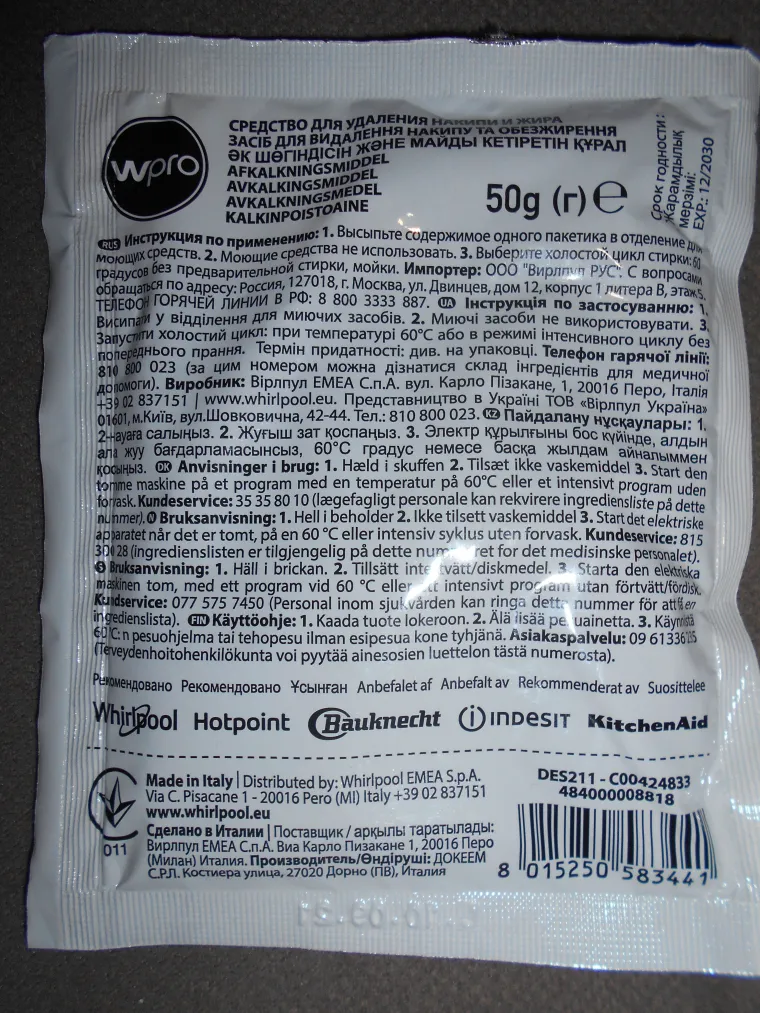 wpro
СРЕДСТВО ДЛЯ УДАЛЕНИЯ НАКИПИ И ЖИРА
ЗАСІБ ДЛЯ ВИДАЛЕННЯ НАКИПУ ТА ОБЕЗЖИРЕННЯ
ӘК ШӨГІНДІСІН ЖӘНЕ МАЙДЫ КЕТІРЕТІН ҚҰРАЛ
AFKALKNINGSMIDDEL
AVKALKINGSMIDDEL
AVKALKNINGSMEDEL
KALKINPOISTOAINE
50g (г) e
Срок годности:
Жарамдылық
мерзімі:
EXP.: 12/2030
RUS Инструкция по применению: 1. Высыпьте содержимое одного пакетика в отделение для
моющих средств. 2. Моющие средства не использовать. 3. Выберите холостой цикл стирки: 60
градусов без предварительной стирки, мойки. Импортер: ООО "Вирлпул РУС". С вопросами
обращаться по адресу: Россия, 127018, г. Москва, ул. Двинцев, дом 12, корпус 1 литера В, этаж 5.
ТЕЛЕФОН ГОРЯЧЕЙ ЛИНИИ В РФ: 8 800 3333 887. UA Інструкція по застосуванню: 1.
Висипати у відділення для миючих засобів. 2. Миючі засоби не використовувати. 3.
Запустити холостий цикл: при температурі 60°С або в режимі інтенсивного циклу без
попереднього прання. Термін придатності: див. на упаковці. Телефон гарячої лінії:
810 800 023 (за цим номером можна дізнатися склад інгредієнтів для медичної
допомоги). Виробник: Вірлпул ЕМЕА С.п.А. вул. Карло Пізакане, 1, 20016 Перо, Італія
+39 02 837151 | www.whirlpool.eu. Представництво в Україні ТОВ «Вірлпул Україна»
01601, м.Київ, вул.Шовковична, 42-44. Тел.: 810 800 023. KZ Пайдалану нұсқаулары: 1.
2-науаға салыңыз. 2. Жуғыш зат қоспаңыз. 3. Электр құрылғыны бос күйінде, алдын
ала жуу бағдарламасынсыз, 60°С градус немесе басқа жылдам айналыммен
қосыңыз. DK Anvisninger i brug: 1. Hæld i skuffen 2. Tilsæt ikke vaskemiddel 3. Start den
tomme maskine på et program med en temperatur på 60°C eller et intensivt program uden
forvask. Kundeservice: 35 35 80 10 (lægefagligt personale kan rekvirere ingrediensliste på dette
nummer). N Bruksanvisning: 1. Hell i beholder 2. Ikke tilsett vaskemiddel 3. Start det elektriske
apparatet når det er tomt, på en 60 °C eller intensiv syklus uten forvask. Kundeservice: 815
300 28 (ingredienslisten er tilgjengelig på dette nummeret for det medisinske personalet).
S Bruksanvisning: 1. Häll i brickan. 2. Tillsätt inte tvätt/diskmedel. 3. Starta den elektriska
maskinen tom, med ett program vid 60 °C eller ett intensivt program utan förtvätt/fördisk.
Kundservice: 077 575 7450 (Personal inom sjukvården kan ringa detta nummer för att få en
ingredienslista). FIN Käyttöohje: 1. Kaada tuote lokeroon. 2. Älä lisää pesuainetta. 3. Käynnistä
60°C: n pesuohjelma tai tehopesu ilman esipesua kone tyhjänä. Asiakaspalvelu: 09 61336235
(Terveydenhoitohenkilökunta voi pyytää ainesosien luettelon tästä numerosta).
Рекомендовано Рекомендовано Ұсынған Anbefalet af Anbefalt av Rekommenderat av Suosittelee
Whirlpool Hotpoint Bauknecht indesit KitchenAid
011
Made in Italy | Distributed by: Whirlpool EMEA S.p.A.
Via C. Pisacane 1 - 20016 Pero (MI) Italy +39 02 837151
www.whirlpool.eu
Сделано в Италии | Поставщик / арқылы таратылады:
Вирлпул ЕМЕА С.п.А. Виа Карло Пизакане 1, 20016 Перо
(Милан) Италия. Производитель/Өндіруші: ДОКЕЕМ
С.Р.Л. Костиера улица, 27020 Дорно (ПВ), Италия
DES211 - C00424833
484000008818
8 015250 583441